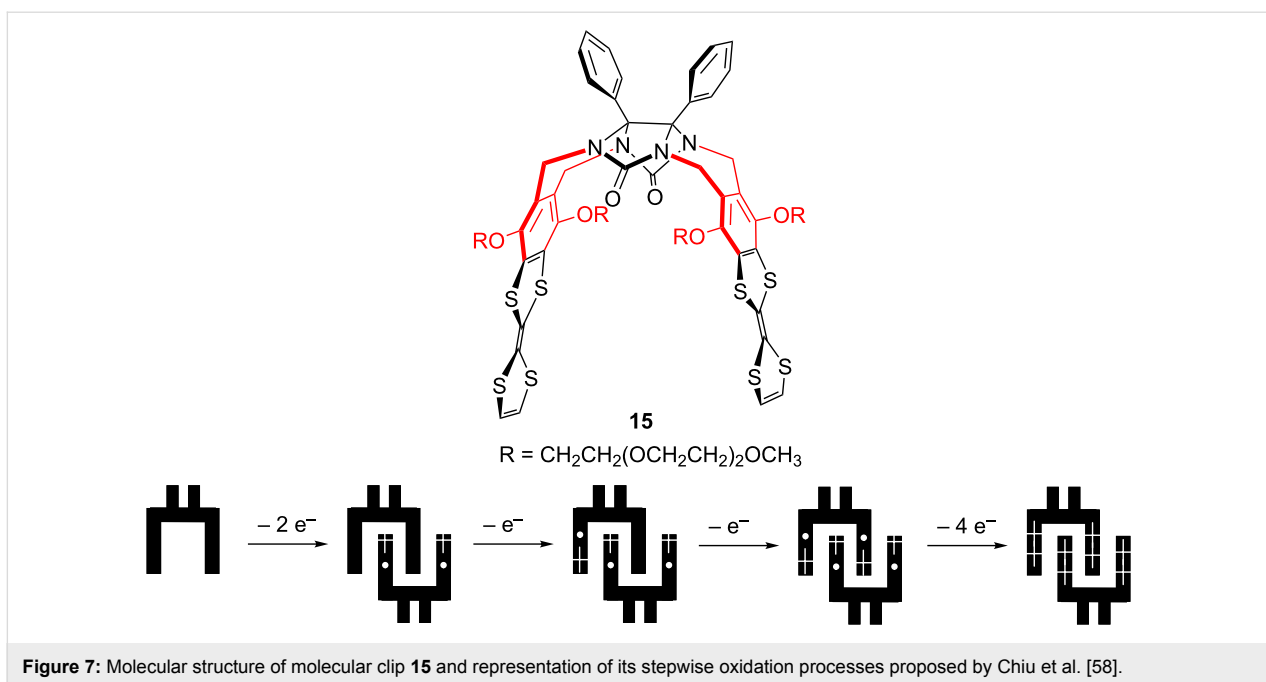 N N N N
O O
RO OR RO OR
S S S S
S S S S
15
R = CH₂CH₂(OCH₂CH₂)₂OCH₃
– 2 e⁻ – e⁻ – e⁻ – 4 e⁻
Figure 7: Molecular structure of molecular clip 15 and representation of its stepwise oxidation processes proposed by Chiu et al. [58].